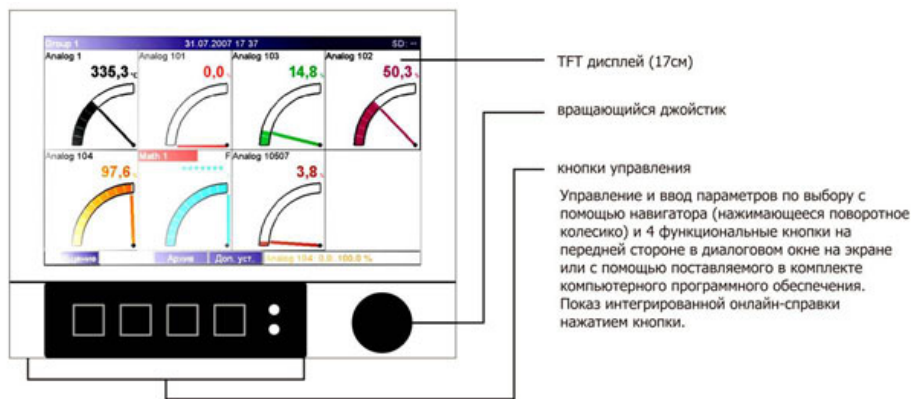 Group 1 31.07.2007 17 37 SD: --
Analog 1 Analog 101 Analog 103 Analog 102
335,3 °C 0,0 14,8 50,3
Analog 104 Math 1 F Analog 10507
97,6 ******* 3,8
Архив Доп. уст. Analog 104: 0,0: 100,0 %
TFT дисплей (17см)
вращающийся джойстик
кнопки управления
Управление и ввод параметров по выбору с
помощью навигатора (нажимающееся поворотное
колесико) и 4 функциональные кнопки на
передней стороне в диалоговом окне на экране
или с помощью поставляемого в комплекте
компьютерного программного обеспечения.
Показ интегрированной онлайн-справки
нажатием кнопки.